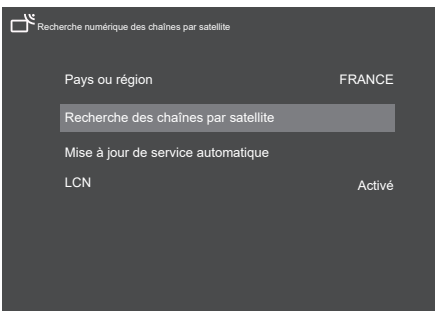 Recherche numérique des chaînes par satellite
Pays ou région FRANCE
Recherche des chaînes par satellite
Mise à jour de service automatique
LCN Activé